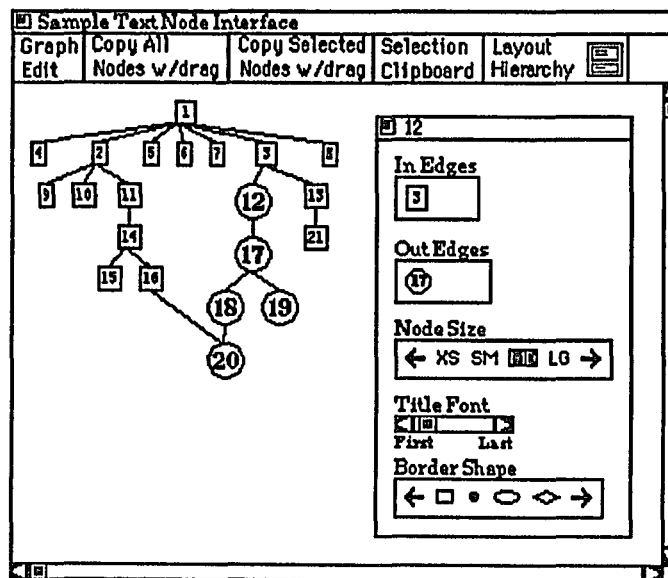 Sample Text Node Interface
Graph Edit
Copy All Nodes w/drag
Copy Selected Nodes w/drag
Selection Clipboard
Layout Hierarchy
1
4 2 5 6 7 3 8
9 10 11 12 13
14 17 21
15 16 18 19
20
12
In Edges
3
Out Edges
17
Node Size
XS SM LG
Title Font
First Last
Border Shape